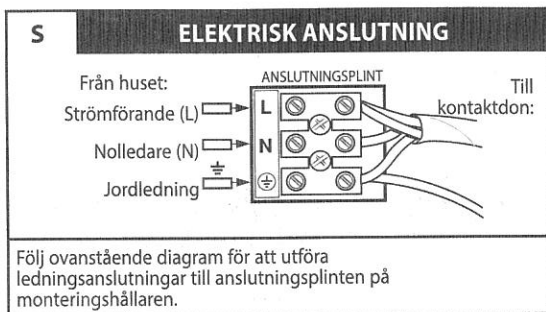 S
ELEKTRISK ANSLUTNING
Från huset:
ANSLUTNINGSPLINT
Till
kontaktdon:
Strömförande (L)
L
Nolledare (N)
N
Jordledning
Följ ovanstående diagram för att utföra
ledningsanslutningar till anslutningsplinten på
monteringshållaren.